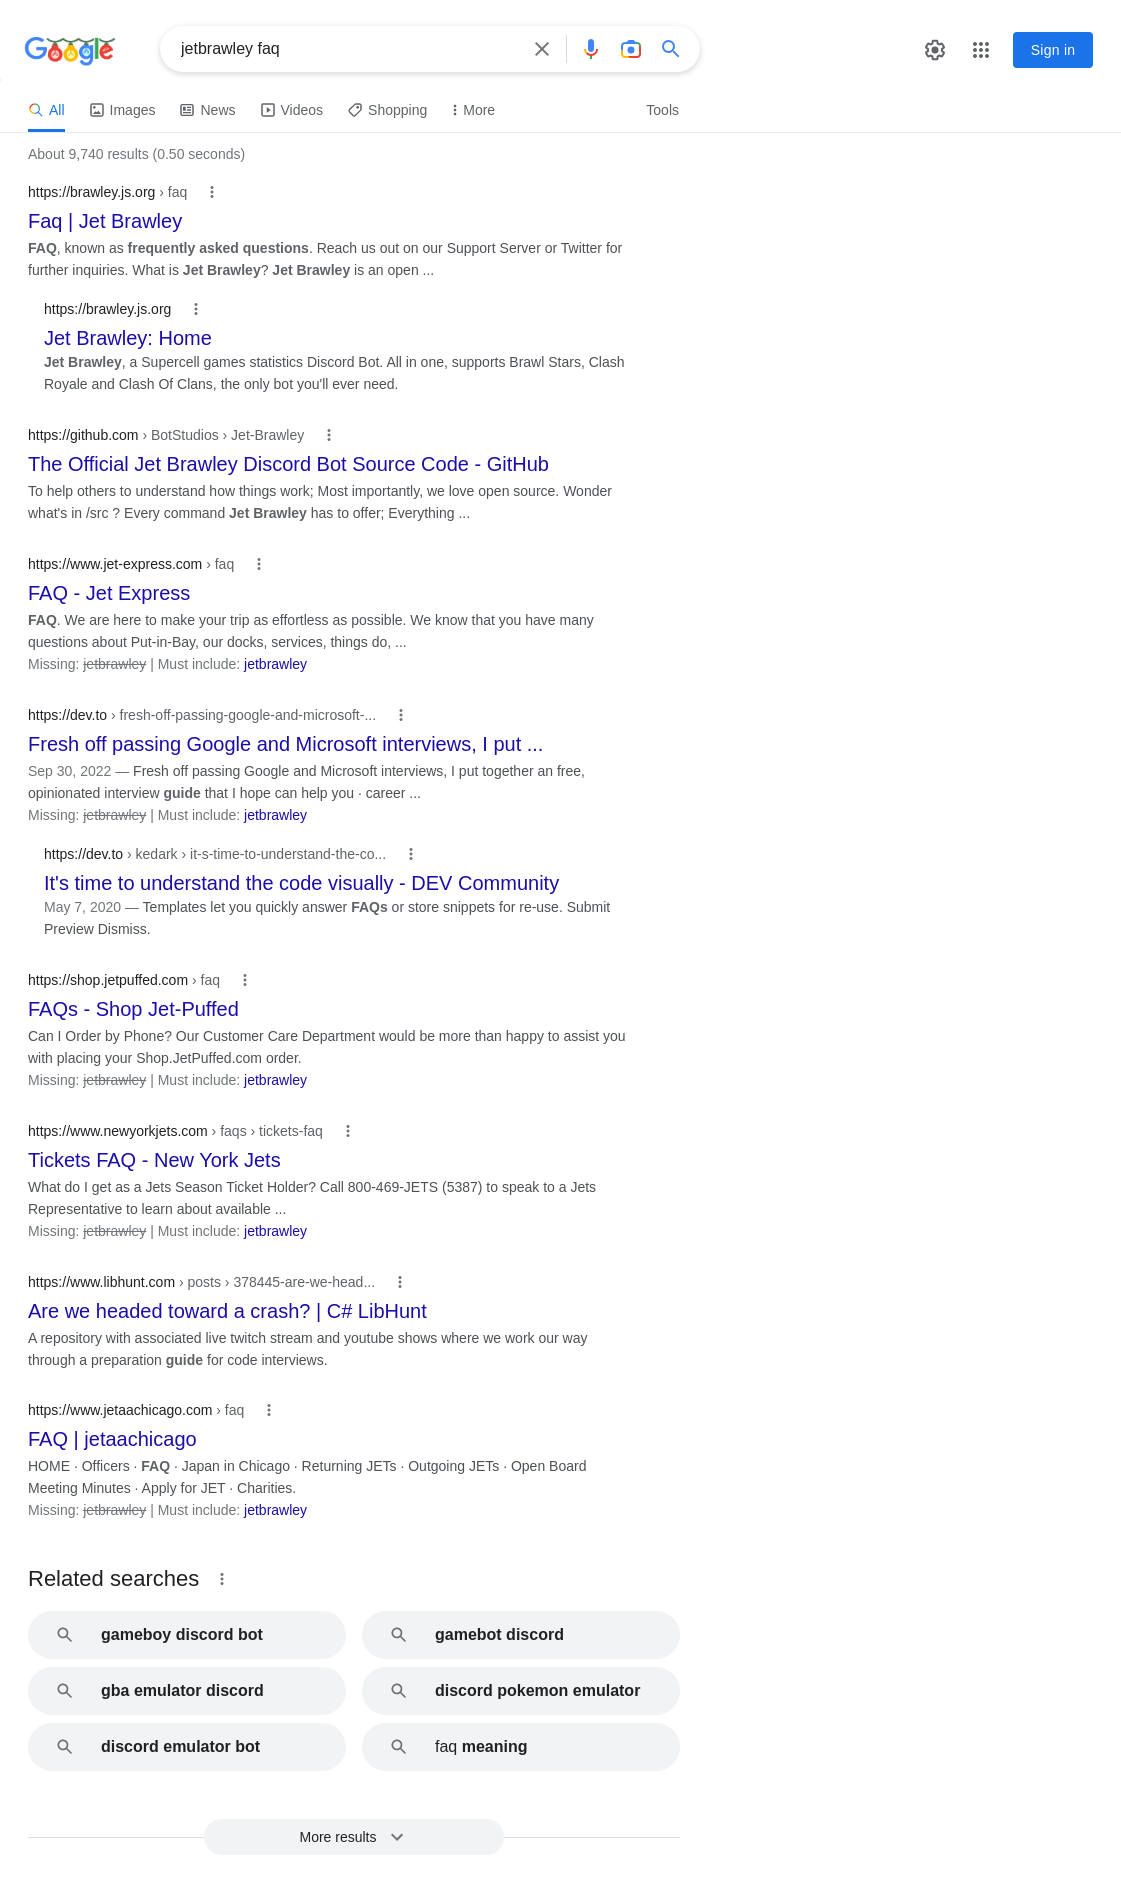 Google
jetbrawley faq
Sign in
All Images News Videos Shopping More Tools
About 9,740 results (0.50 seconds)
https://brawley.js.org › faq
Faq | Jet Brawley
FAQ, known as frequently asked questions. Reach us out on our Support Server or Twitter for
further inquiries. What is Jet Brawley? Jet Brawley is an open ...
https://brawley.js.org
Jet Brawley: Home
Jet Brawley, a Supercell games statistics Discord Bot. All in one, supports Brawl Stars, Clash
Royale and Clash Of Clans, the only bot you'll ever need.
https://github.com › BotStudios › Jet-Brawley
The Official Jet Brawley Discord Bot Source Code - GitHub
To help others to understand how things work; Most importantly, we love open source. Wonder
what's in /src ? Every command Jet Brawley has to offer; Everything ...
https://www.jet-express.com › faq
FAQ - Jet Express
FAQ. We are here to make your trip as effortless as possible. We know that you have many
questions about Put-in-Bay, our docks, services, things do, ...
Missing: jetbrawley | Must include: jetbrawley
https://dev.to › fresh-off-passing-google-and-microsoft-...
Fresh off passing Google and Microsoft interviews, I put ...
Sep 30, 2022 — Fresh off passing Google and Microsoft interviews, I put together an free,
opinionated interview guide that I hope can help you · career ...
Missing: jetbrawley | Must include: jetbrawley
https://dev.to › kedark › it-s-time-to-understand-the-co...
It's time to understand the code visually - DEV Community
May 7, 2020 — Templates let you quickly answer FAQs or store snippets for re-use. Submit
Preview Dismiss.
https://shop.jetpuffed.com › faq
FAQs - Shop Jet-Puffed
Can I Order by Phone? Our Customer Care Department would be more than happy to assist you
with placing your Shop.JetPuffed.com order.
Missing: jetbrawley | Must include: jetbrawley
https://www.newyorkjets.com › faqs › tickets-faq
Tickets FAQ - New York Jets
What do I get as a Jets Season Ticket Holder? Call 800-469-JETS (5387) to speak to a Jets
Representative to learn about available ...
Missing: jetbrawley | Must include: jetbrawley
https://www.libhunt.com › posts › 378445-are-we-head...
Are we headed toward a crash? | C# LibHunt
A repository with associated live twitch stream and youtube shows where we work our way
through a preparation guide for code interviews.
https://www.jetaachicago.com › faq
FAQ | jetaachicago
HOME · Officers · FAQ · Japan in Chicago · Returning JETs · Outgoing JETs · Open Board
Meeting Minutes · Apply for JET · Charities.
Missing: jetbrawley | Must include: jetbrawley
Related searches
gameboy discord bot
gamebot discord
gba emulator discord
discord pokemon emulator
discord emulator bot
faq meaning
More results